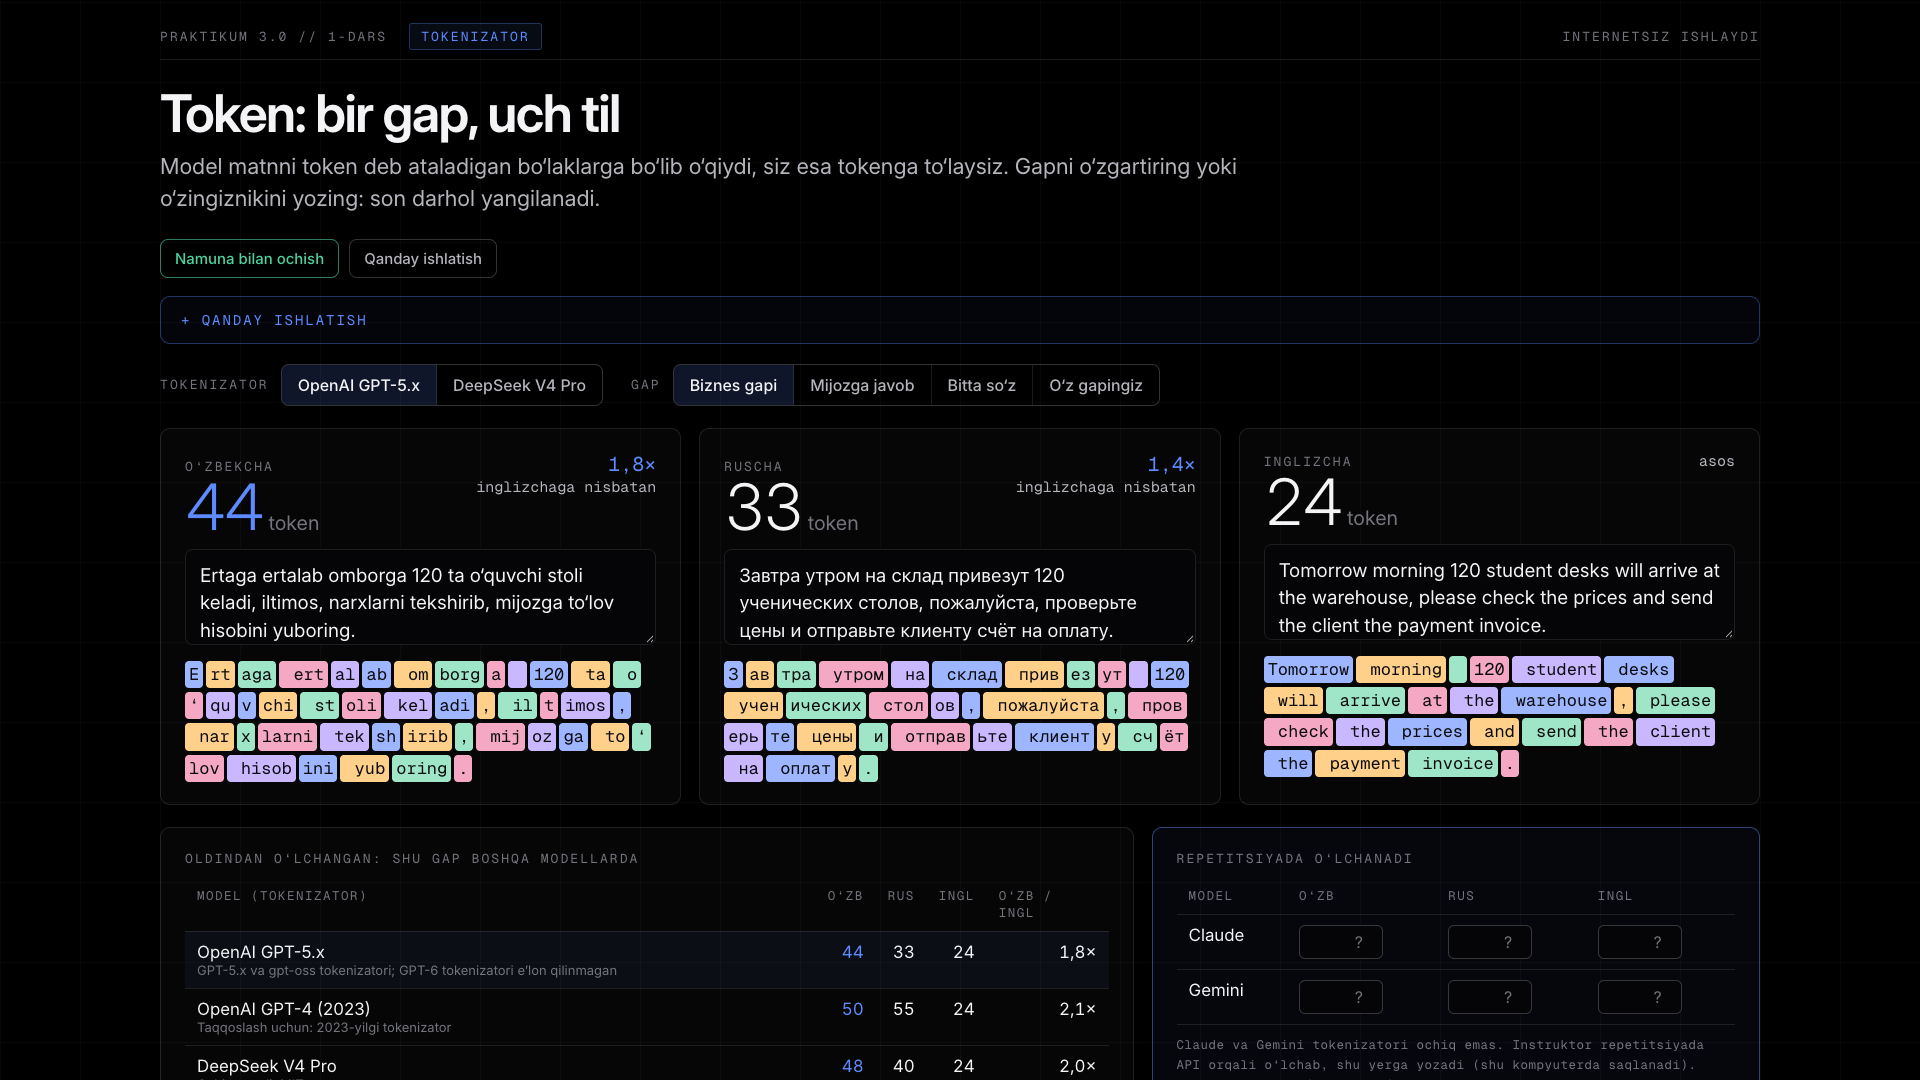 PRAKTIKUM 3.0 // 1-DARS
TOKENIZATOR
INTERNETSIZ ISHLAYDI
Token: bir gap, uch til
Model matnni token deb ataladigan bo‘laklarga bo‘lib o‘qiydi, siz esa tokenga to‘laysiz. Gapni o‘zgartiring yoki
o‘zingiznikini yozing: son darhol yangilanadi.
Namuna bilan ochish
Qanday ishlatish
+ QANDAY ISHLATISH
TOKENIZATOR
OpenAI GPT-5.x
DeepSeek V4 Pro
GAP
Biznes gapi
Mijozga javob
Bitta so‘z
O‘z gapingiz
O‘ZBEKCHA
1,8×
inglizchaga nisbatan
44 token
Ertaga ertalab omborga 120 ta o‘quvchi stoli
keladi, iltimos, narxlarni tekshirib, mijozga to‘lov
hisobini yuboring.
E rt aga ert al ab om borg a 120 ta o
‘ qu v chi st oli kel adi , il t imos ,
nar x larni tek sh irib , mij oz ga to ‘
lov hisob ini yub oring .
RUSCHA
1,4×
inglizchaga nisbatan
33 token
Завтра утром на склад привезут 120
ученических столов, пожалуйста, проверьте
цены и отправьте клиенту счёт на оплату.
З ав тра утром на склад прив ез ут 120
учен ических стол ов , пожалуйста , пров
ерь те цены и отправ ьте клиент у сч ёт
на оплат у .
INGLIZCHA
asos
24 token
Tomorrow morning 120 student desks will arrive at
the warehouse, please check the prices and send
the client the payment invoice.
Tomorrow morning 120 student desks
will arrive at the warehouse , please
check the prices and send the client
the payment invoice .
OLDINDAN O‘LCHANGAN: SHU GAP BOSHQA MODELLARDA
MODEL (TOKENIZATOR) O‘ZB RUS INGL O‘ZB /
INGL
OpenAI GPT-5.x 44 33 24 1,8×
GPT-5.x va gpt-oss tokenizatori; GPT-6 tokenizatori e’lon qilinmagan
OpenAI GPT-4 (2023) 50 55 24 2,1×
Taqqoslash uchun: 2023-yilgi tokenizator
DeepSeek V4 Pro 48 40 24 2,0×
REPETITSIYADA O‘LCHANADI
MODEL O‘ZB RUS INGL
Claude ? ? ?
Gemini ? ? ?
Claude va Gemini tokenizatori ochiq emas. Instruktor repetitsiyada
API orqali o‘lchab, shu yerga yozadi (shu kompyuterda saqlanadi).